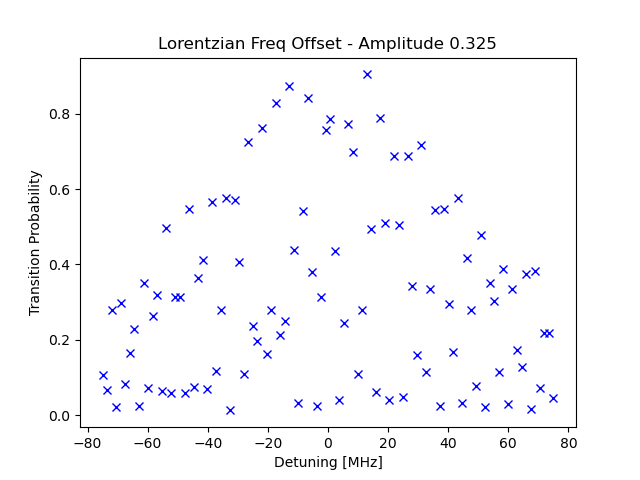 Lorentzian Freq Offset - Amplitude 0.325
Transition Probability
0.8
0.6
0.4
0.2
0.0
−80 −60 −40 −20 0 20 40 60 80
Detuning [MHz]